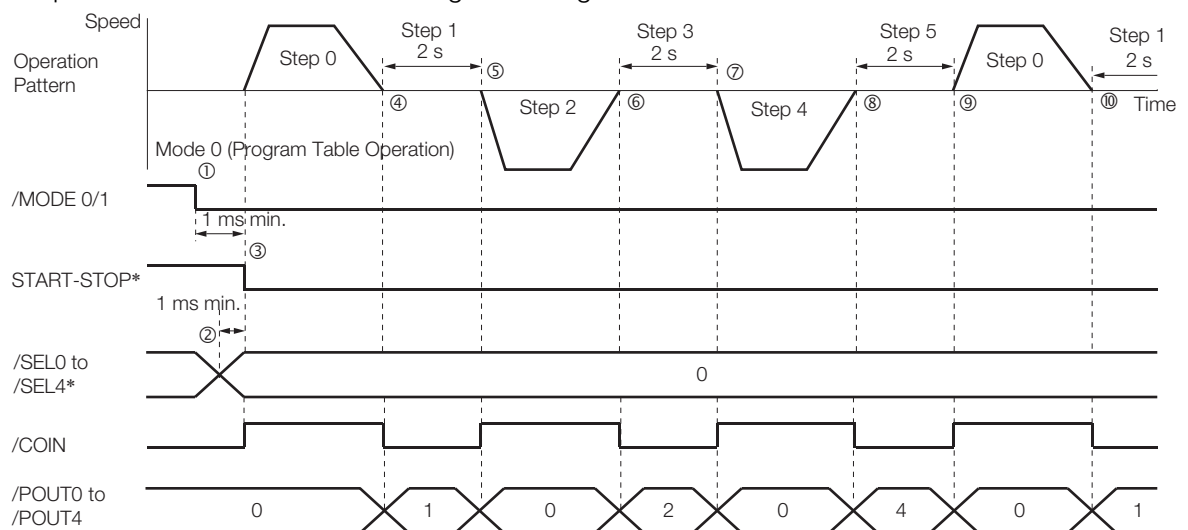 Speed
Operation
Pattern
Step 0
Step 1
2 s
Step 2
Step 3
2 s
Step 4
Step 5
2 s
Step 0
Step 1
2 s
④
⑤
⑥
⑦
⑧
⑨
⑩
Time
Mode 0 (Program Table Operation)
①
/MODE 0/1
1 ms min.
③
START-STOP*
1 ms min.
②
/SEL0 to
/SEL4*
0
/COIN
/POUT0 to
/POUT4
0
1
0
2
0
4
0
1